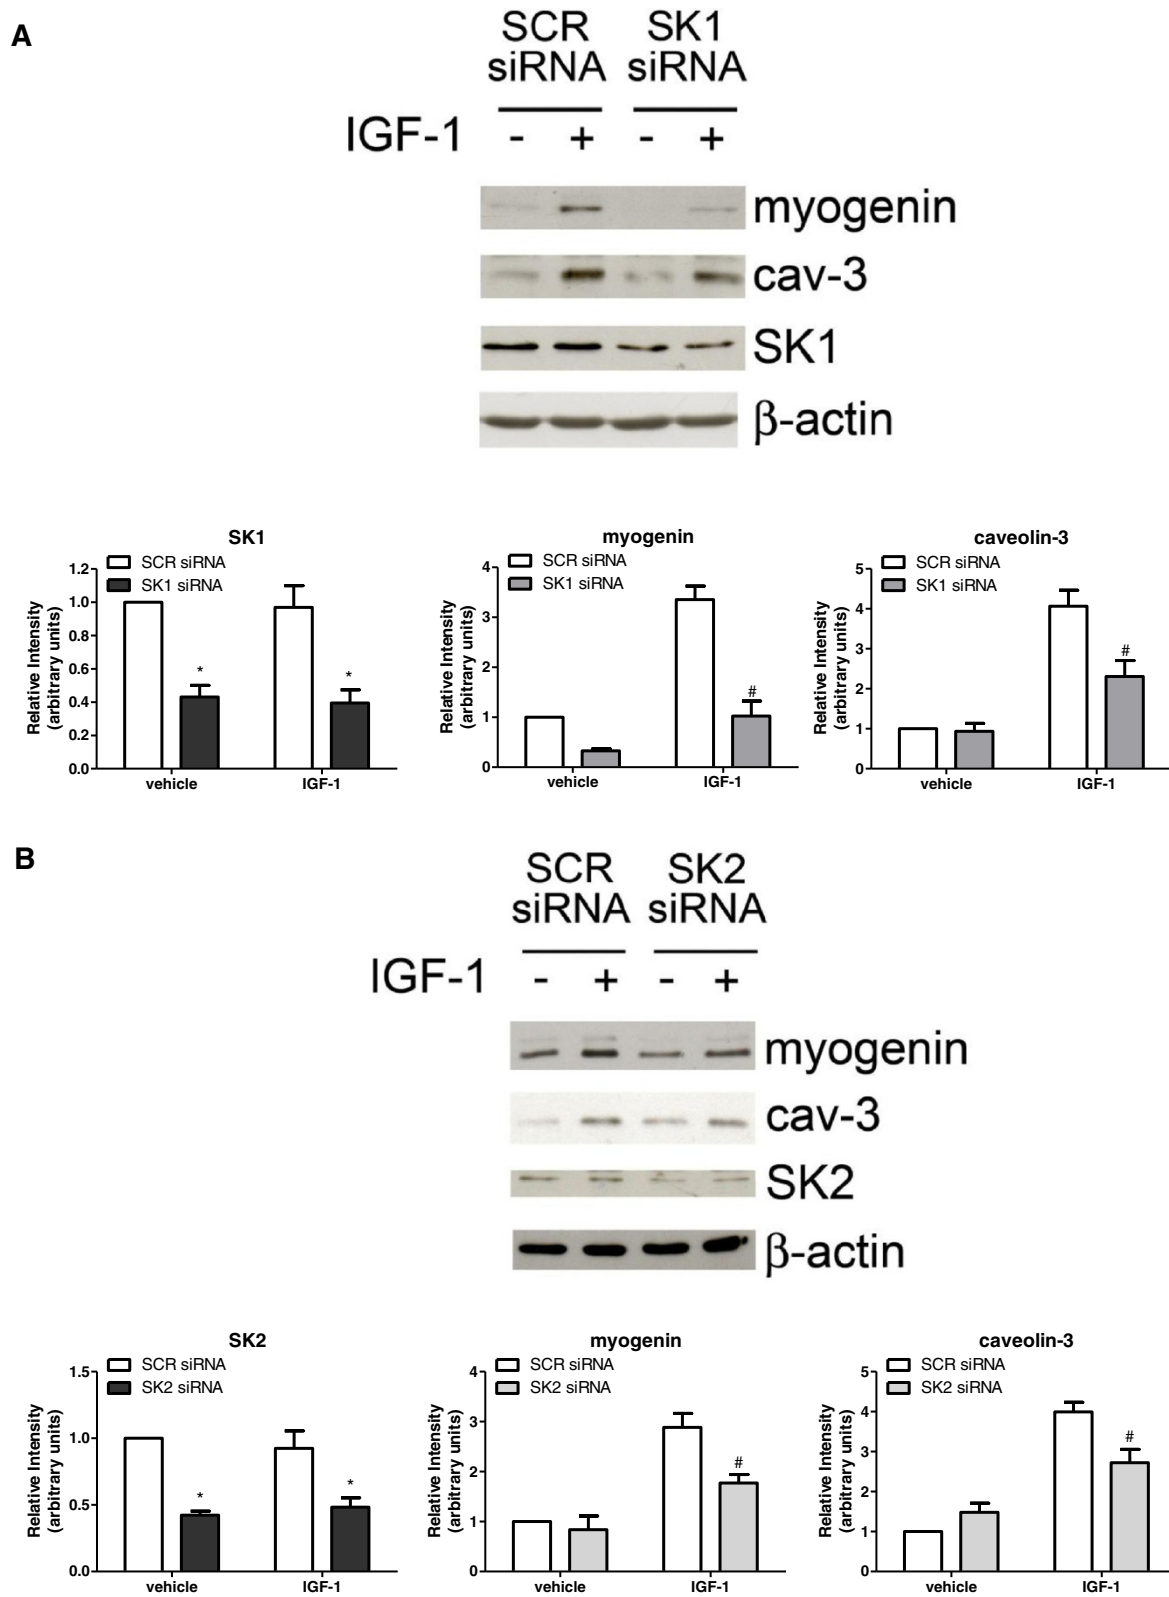 A
SCR siRNA
SK1 siRNA
IGF-1 - + - +
myogenin
cav-3
SK1
β-actin
SK1
SCR siRNA
SK1 siRNA
Relative Intensity
(arbitrary units)
1.2
1.0
0.8
0.6
0.4
0.2
0.0
*
*
vehicle
IGF-1
myogenin
SCR siRNA
SK1 siRNA
Relative Intensity
(arbitrary units)
4
3
2
1
0
#
vehicle
IGF-1
caveolin-3
SCR siRNA
SK1 siRNA
Relative Intensity
(arbitrary units)
5
4
3
2
1
0
#
vehicle
IGF-1
B
SCR siRNA
SK2 siRNA
IGF-1 - + - +
myogenin
cav-3
SK2
β-actin
SK2
SCR siRNA
SK2 siRNA
Relative Intensity
(arbitrary units)
1.5
1.0
0.5
0.0
*
*
vehicle
IGF-1
myogenin
SCR siRNA
SK2 siRNA
Relative Intensity
(arbitrary units)
4
3
2
1
0
#
vehicle
IGF-1
caveolin-3
SCR siRNA
SK2 siRNA
Relative Intensity
(arbitrary units)
5
4
3
2
1
0
#
vehicle
IGF-1